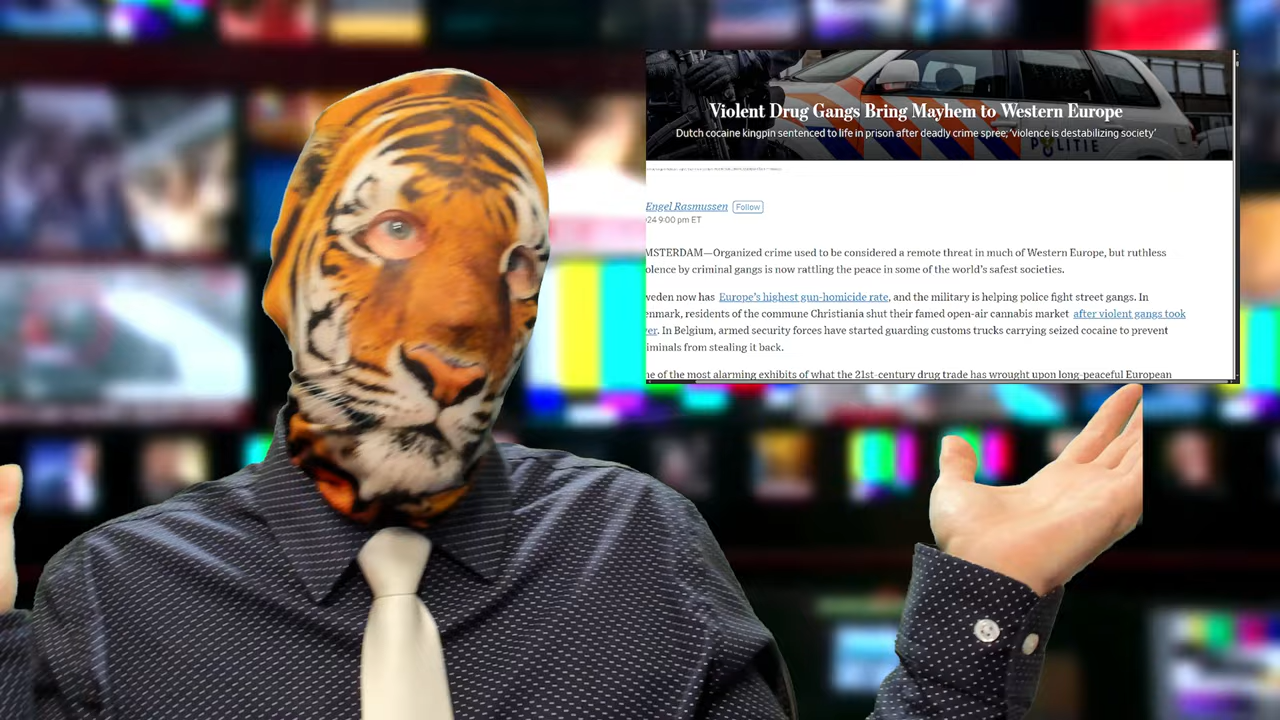 Violent Drug Gangs Bring Mayhem to Western Europe
Dutch cocaine kingpin sentenced to life in prison after deadly crime spree; 'violence is destabilizing society'
POLITIE
Engel Rasmussen Follow
24 9:00 pm ET
MSTERDAM—Organized crime used to be considered a remote threat in much of Western Europe, but ruthless
olence by criminal gangs is now rattling the peace in some of the world's safest societies.
weden now has Europe's highest gun-homicide rate, and the military is helping police fight street gangs. In
enmark, residents of the commune Christiania shut their famed open-air cannabis market after violent gangs took
er. In Belgium, armed security forces have started guarding customs trucks carrying seized cocaine to prevent
iminals from stealing it back.
ne of the most alarming exhibits of what the 21st-century drug trade has wrought upon long-peaceful European